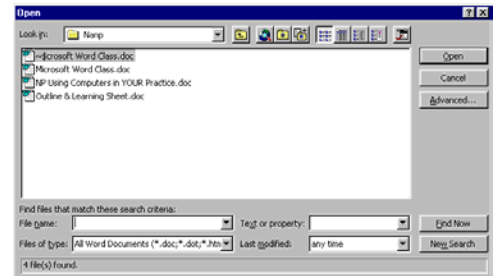 Open
Look in: Nanp
~$icrosoft Word Class.doc
Microsoft Word Class.doc
NP Using Computers in YOUR Practice.doc
Outline & Learning Sheet.doc
Open
Cancel
Advanced...
Find files that match these search criteria:
File name: Text or property: Find Now
Files of type: All Word Documents (*.doc;*.dot;*.htm Last modified: any time New Search
4 file(s) found.